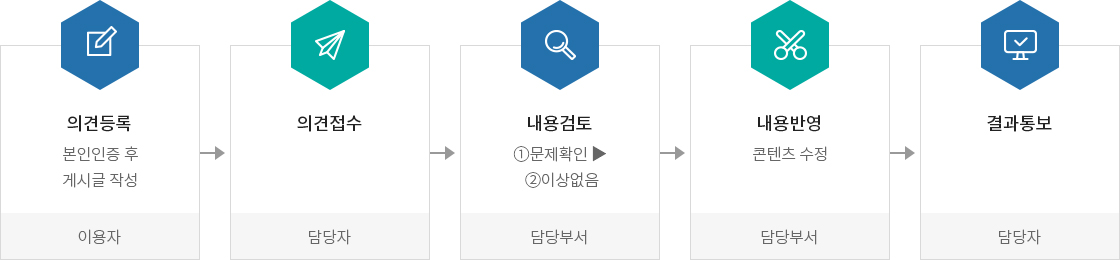 의견등록
본인인증 후
게시글 작성
이용자
의견접수
담당자
내용검토
①문제확인 ▶
②이상없음
담당부서
내용반영
콘텐츠 수정
담당부서
결과통보
담당자